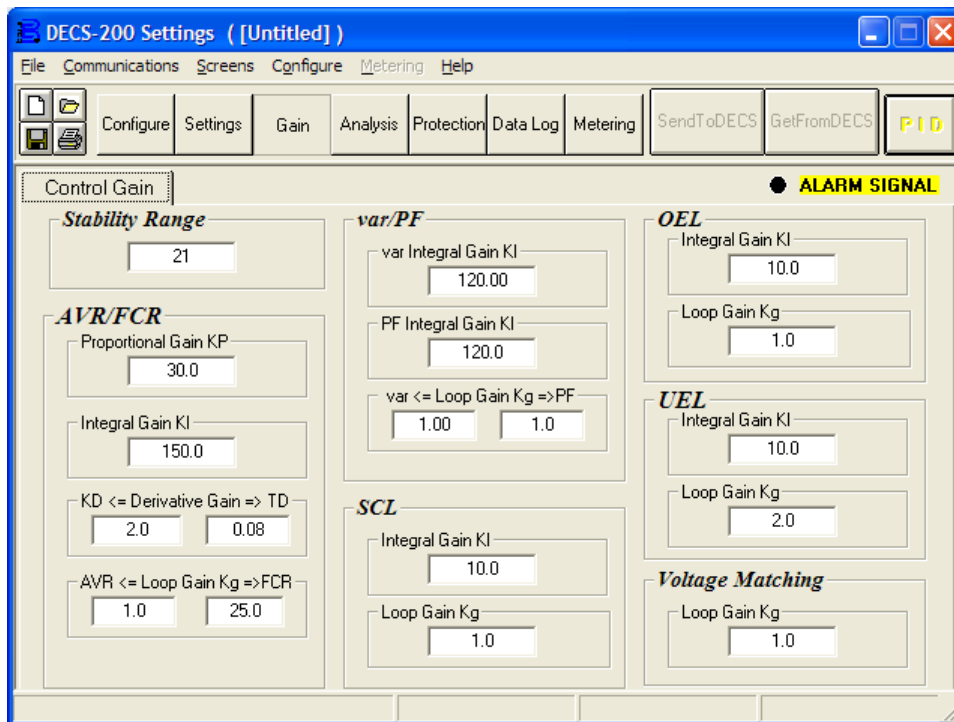 DECS-200 Settings ( [Untitled] )
File Communications Screens Configure Metering Help
Configure Settings Gain Analysis Protection Data Log Metering SendToDECS GetFromDECS PID
Control Gain
ALARM SIGNAL
Stability Range
21
AVR/FCR
Proportional Gain KP
30.0
Integral Gain KI
150.0
KD <= Derivative Gain => TD
2.0 0.08
AVR <= Loop Gain Kg =>FCR
1.0 25.0
var/PF
var Integral Gain KI
120.00
PF Integral Gain KI
120.0
var <= Loop Gain Kg =>PF
1.00 1.0
SCL
Integral Gain KI
10.0
Loop Gain Kg
1.0
OEL
Integral Gain KI
10.0
Loop Gain Kg
1.0
UEL
Integral Gain KI
10.0
Loop Gain Kg
2.0
Voltage Matching
Loop Gain Kg
1.0